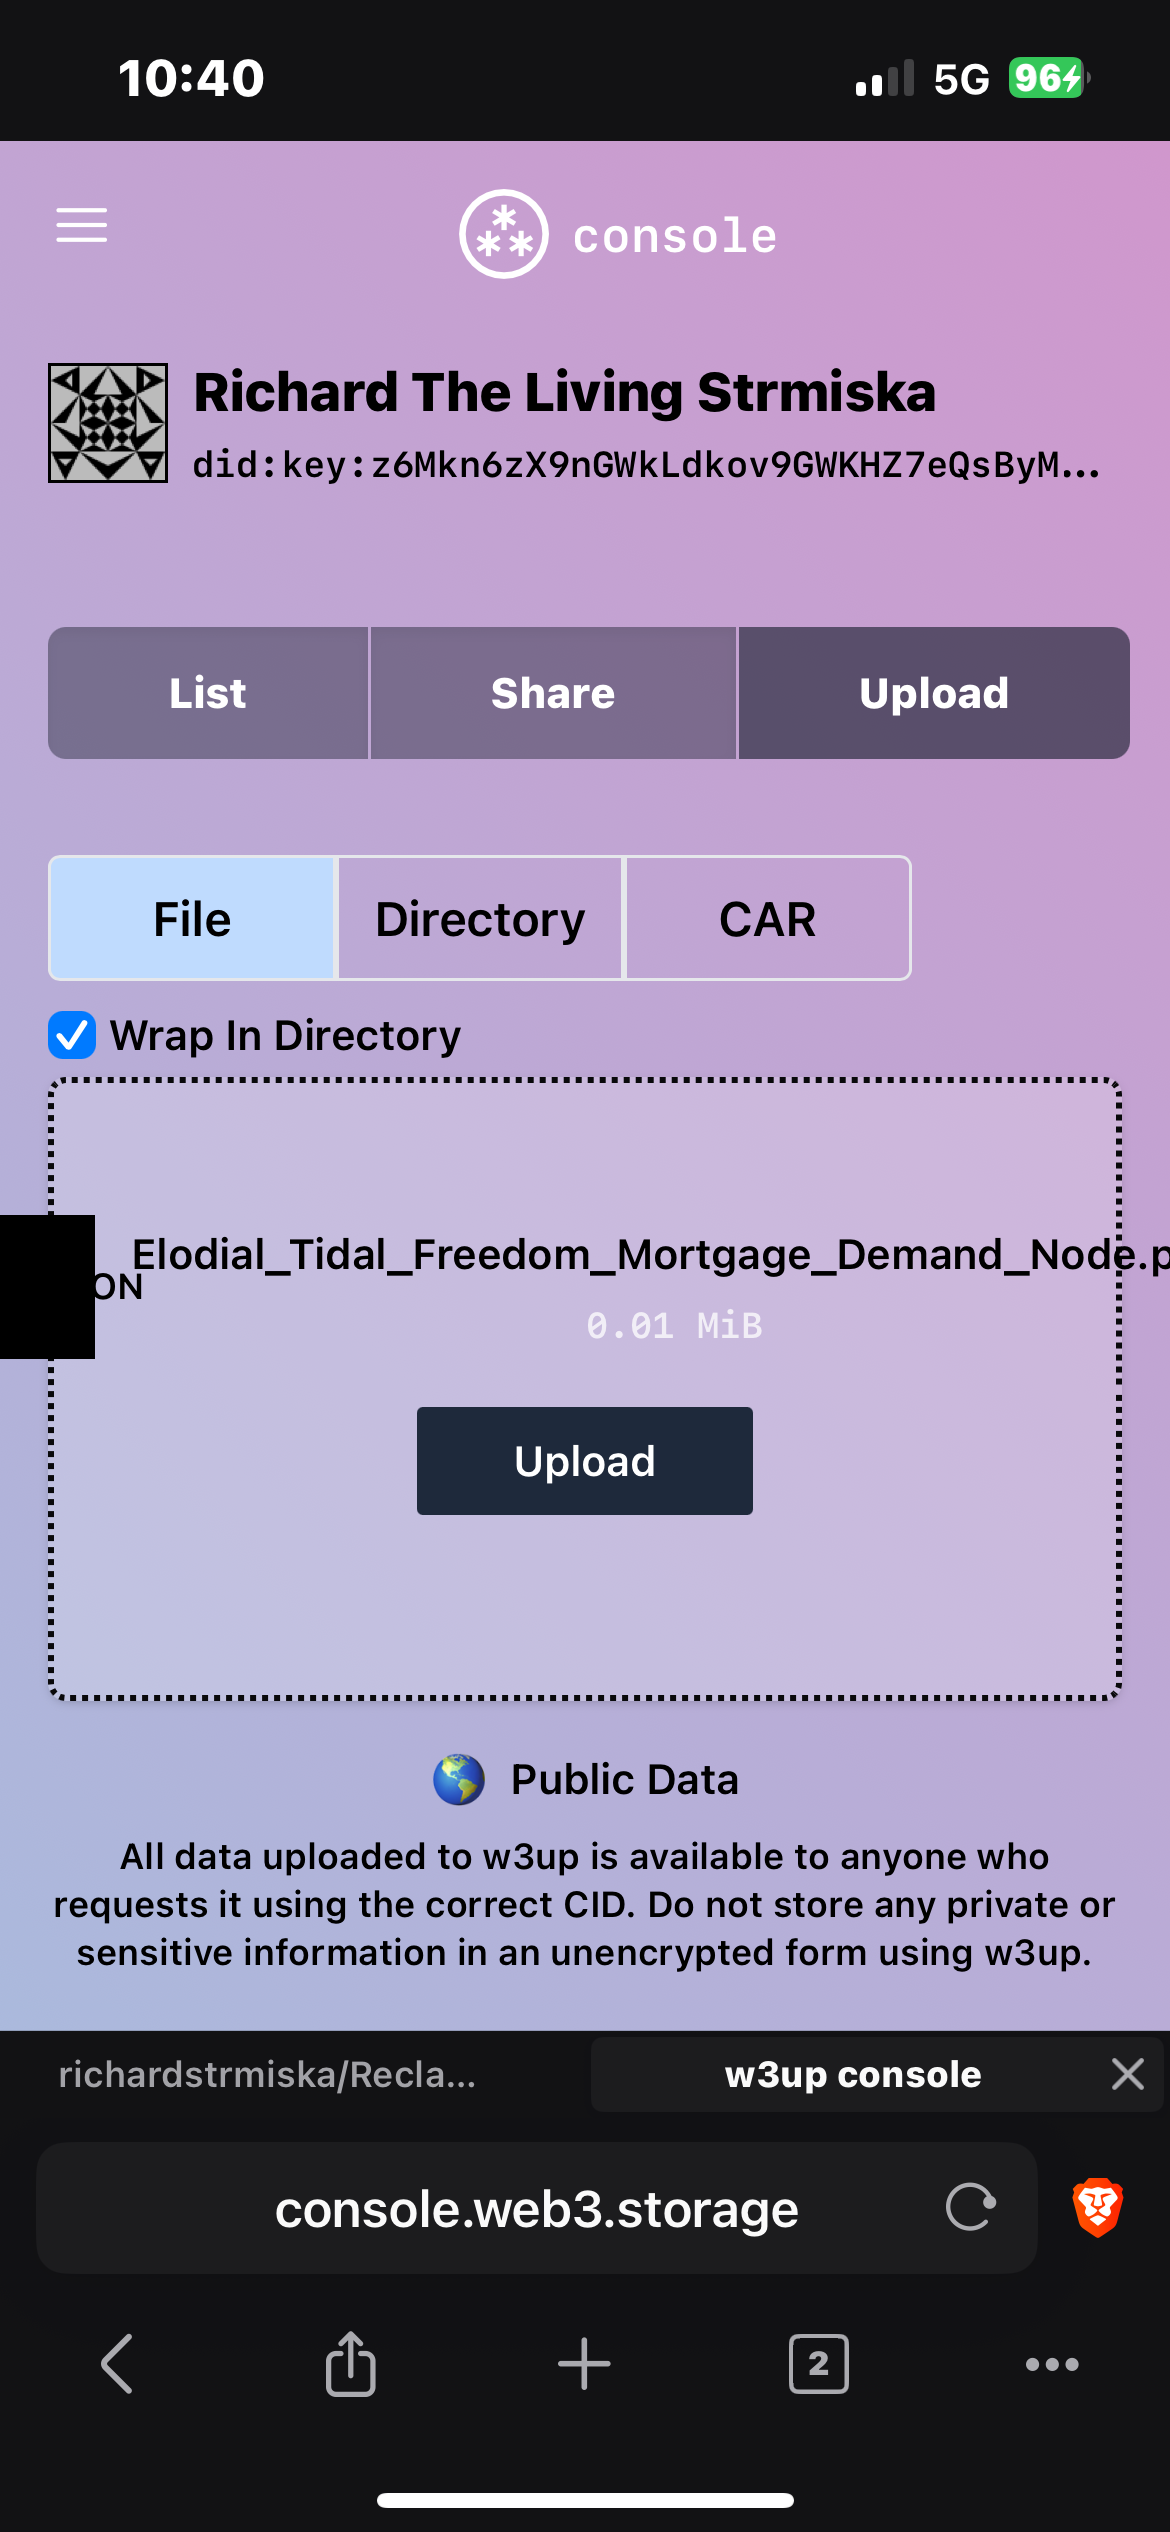 10:40
5G 96
console
Richard The Living Strmiska
did:key:z6Mkn6zX9nGWkLdkov9GWKHZ7eQsByM...
List Share Upload
File Directory CAR
Wrap In Directory
Elodial_Tidal_Freedom_Mortgage_Demand_Node.p
ON
0.01 MiB
Upload
🌎 Public Data
All data uploaded to w3up is available to anyone who
requests it using the correct CID. Do not store any private or
sensitive information in an unencrypted form using w3up.
richardstrmiska/Recla...
w3up console
console.web3.storage
2